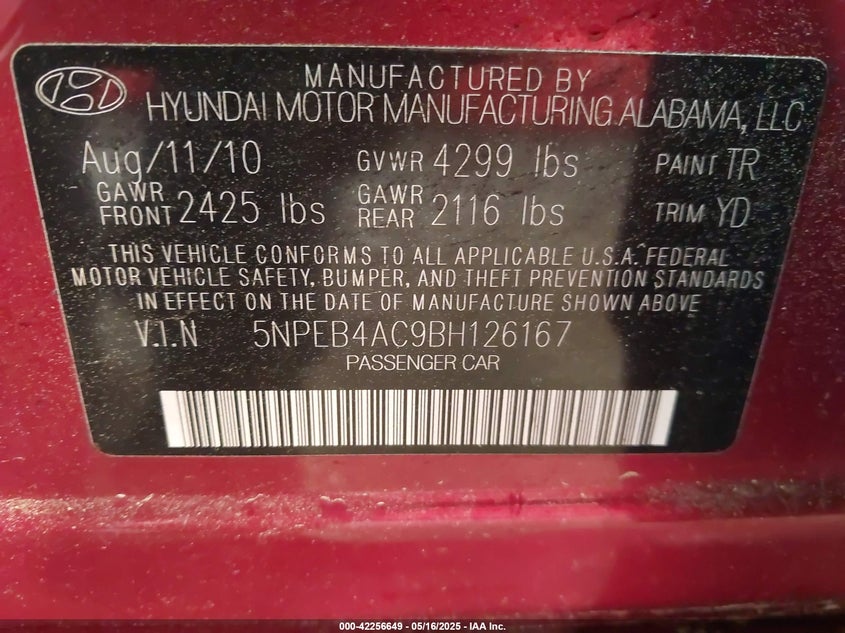 MANUFACTURED BY
HYUNDAI MOTOR MANUFACTURING ALABAMA, LLC
Aug/11/10 GVWR 4299 lbs PAINT TR
GAWR FRONT 2425 lbs GAWR REAR 2116 lbs TRIM YD
THIS VEHICLE CONFORMS TO ALL APPLICABLE U.S.A. FEDERAL
MOTOR VEHICLE SAFETY, BUMPER, AND THEFT PREVENTION STANDARDS
IN EFFECT ON THE DATE OF MANUFACTURE SHOWN ABOVE
V.I.N 5NPEB4AC9BH126167
PASSENGER CAR
000-42256649 — 05/16/2025 — IAA Inc.